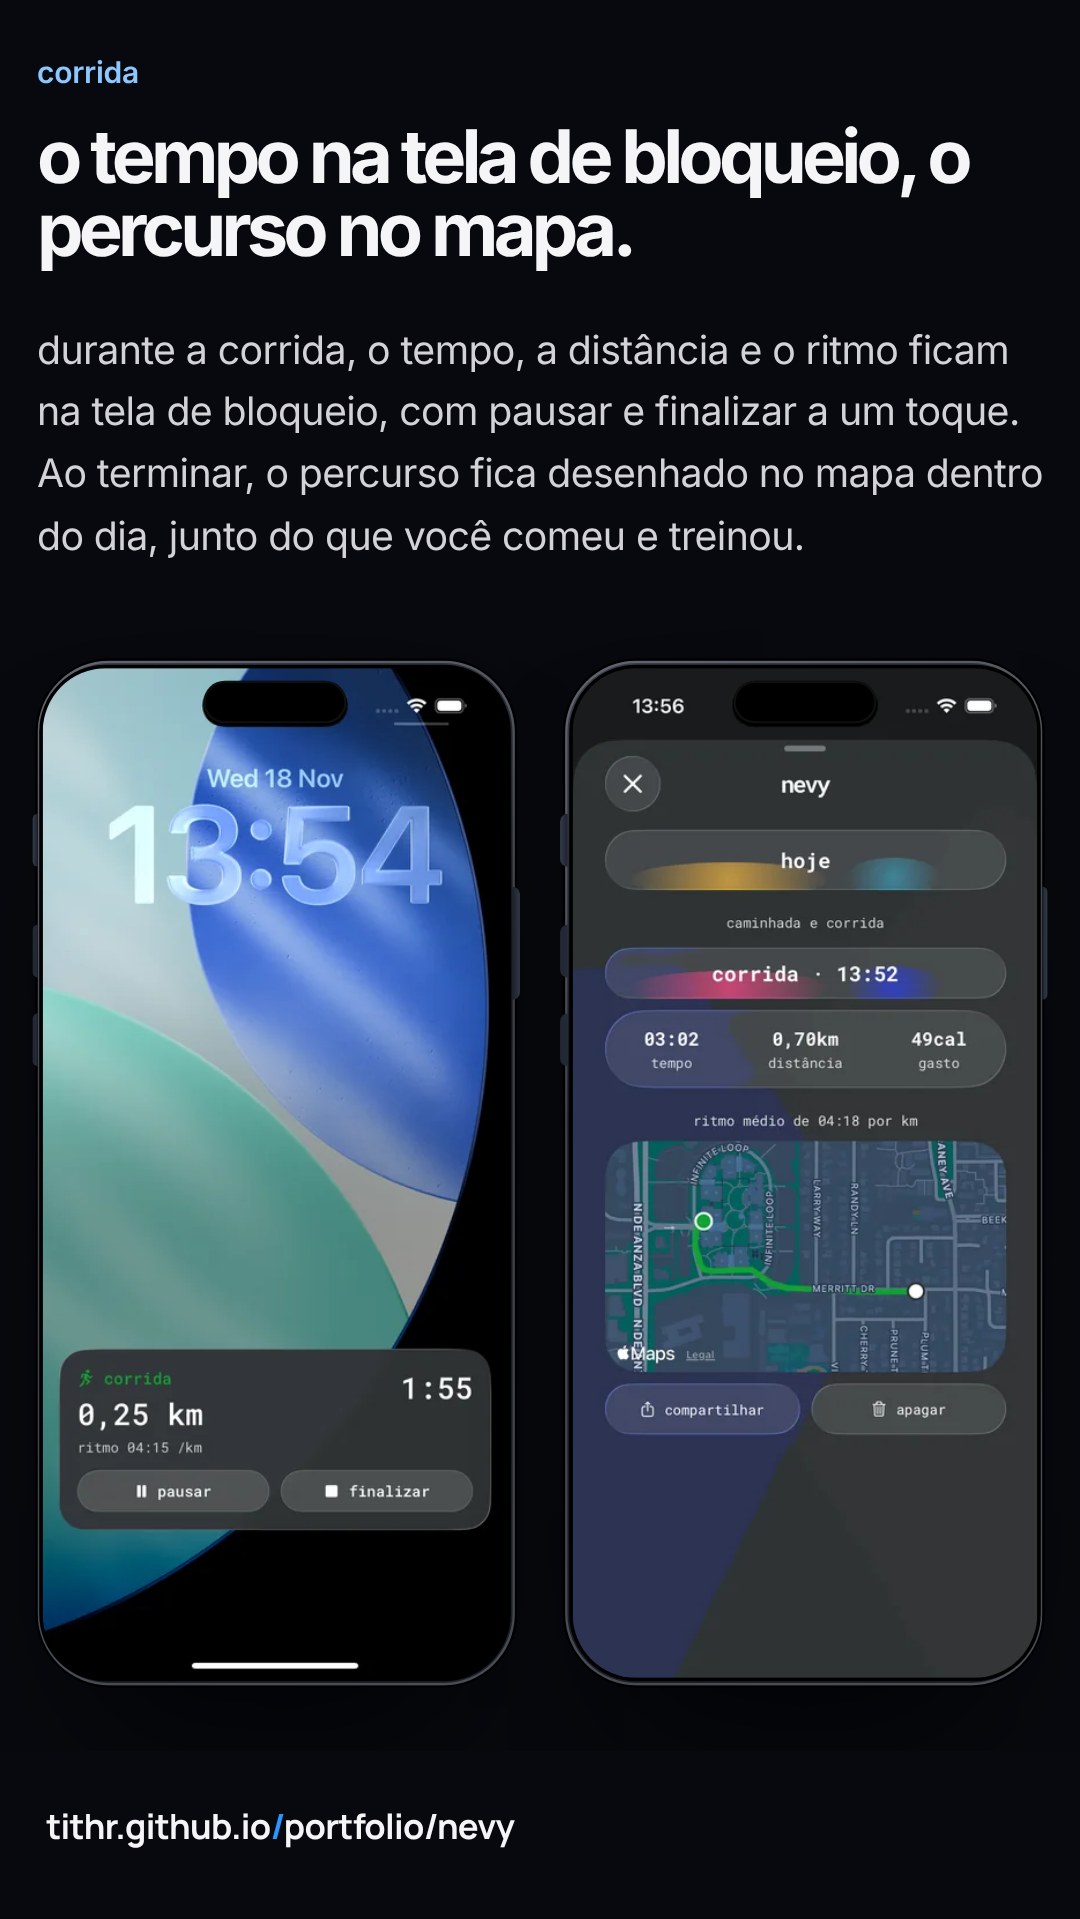 corrida
o tempo na tela de bloqueio, o
percurso no mapa.
durante a corrida, o tempo, a distância e o ritmo ficam
na tela de bloqueio, com pausar e finalizar a um toque.
Ao terminar, o percurso fica desenhado no mapa dentro
do dia, junto do que você comeu e treinou.
Wed 18 Nov
13:54
corrida
1:55
0,25 km
ritmo 04:15 /km
pausar
finalizar
13:56
nevy
hoje
caminhada e corrida
corrida · 13:52
03:02 0,70km 49cal
tempo distância gasto
ritmo médio de 04:18 por km
INFINITE LOOP
INFINITE LOOP
N DE ANZA BLVD
LARRY WAY
RANDY LN
ANEY AVE
BEEK
MERRITT DR
CHERRY
PRUNE T
PLUM T
Maps Legal
compartilhar
apagar
tithr.github.io/portfolio/nevy